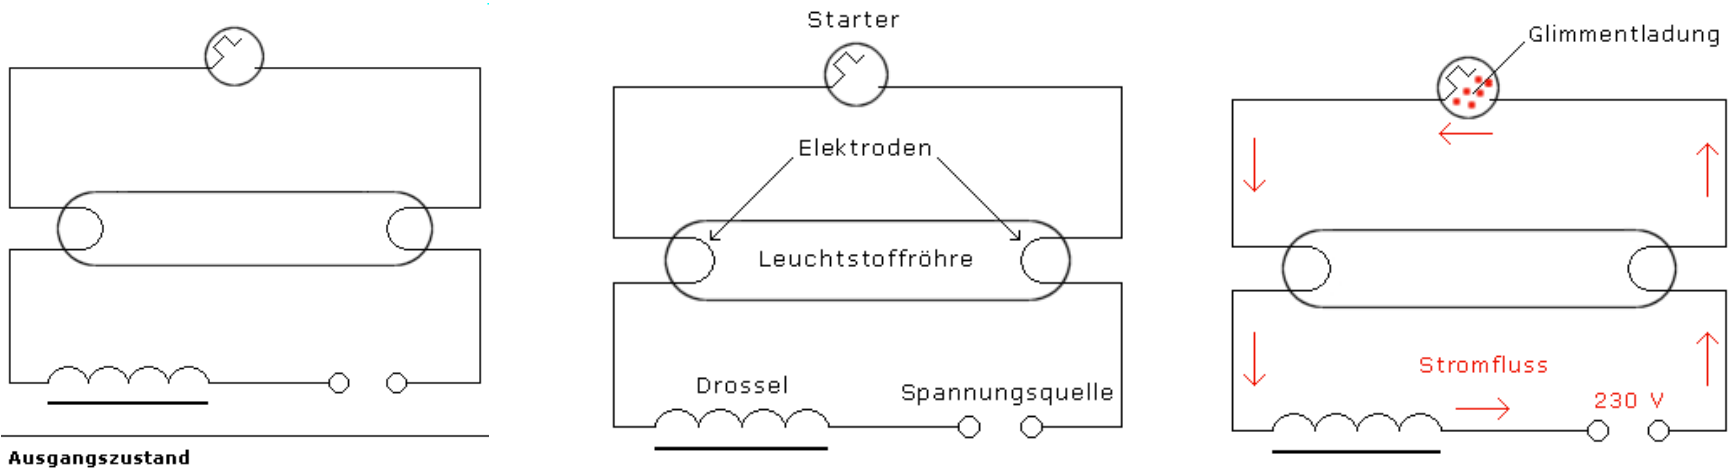 Ausgangszustand
Starter
Elektroden
Leuchtstoffröhre
Drossel
Spannungsquelle
Glimmentladung
Stromfluss
230 V